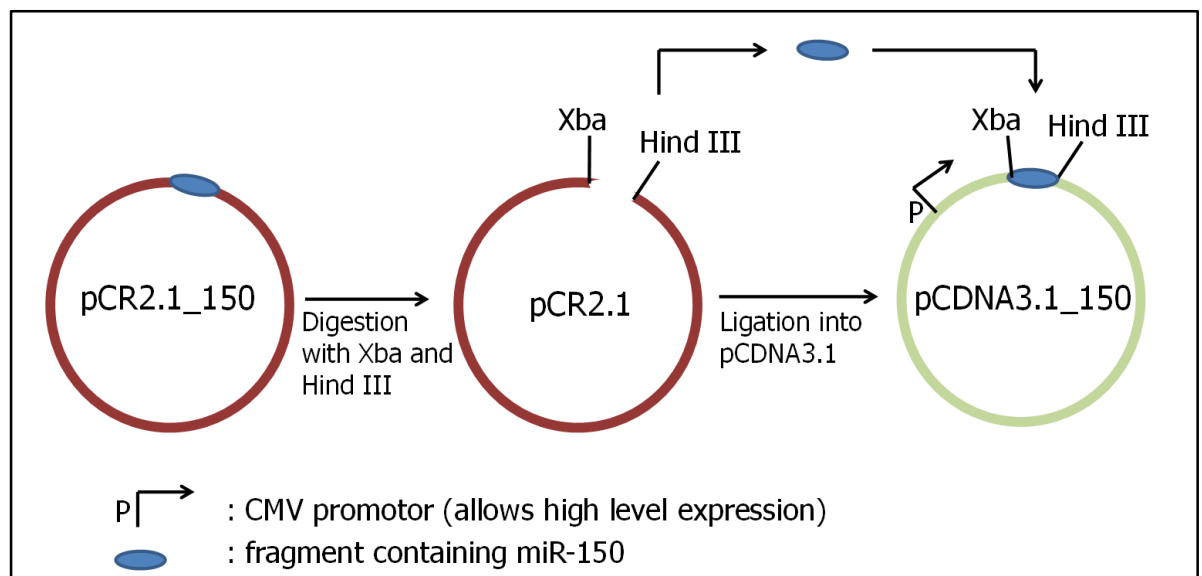 Xba
Hind III
Xba
Hind III
P
pCR2.1_150
Digestion
with Xba and
Hind III
pCR2.1
Ligation into
pCDNA3.1
pCDNA3.1_150
P : CMV promotor (allows high level expression)
: fragment containing miR-150